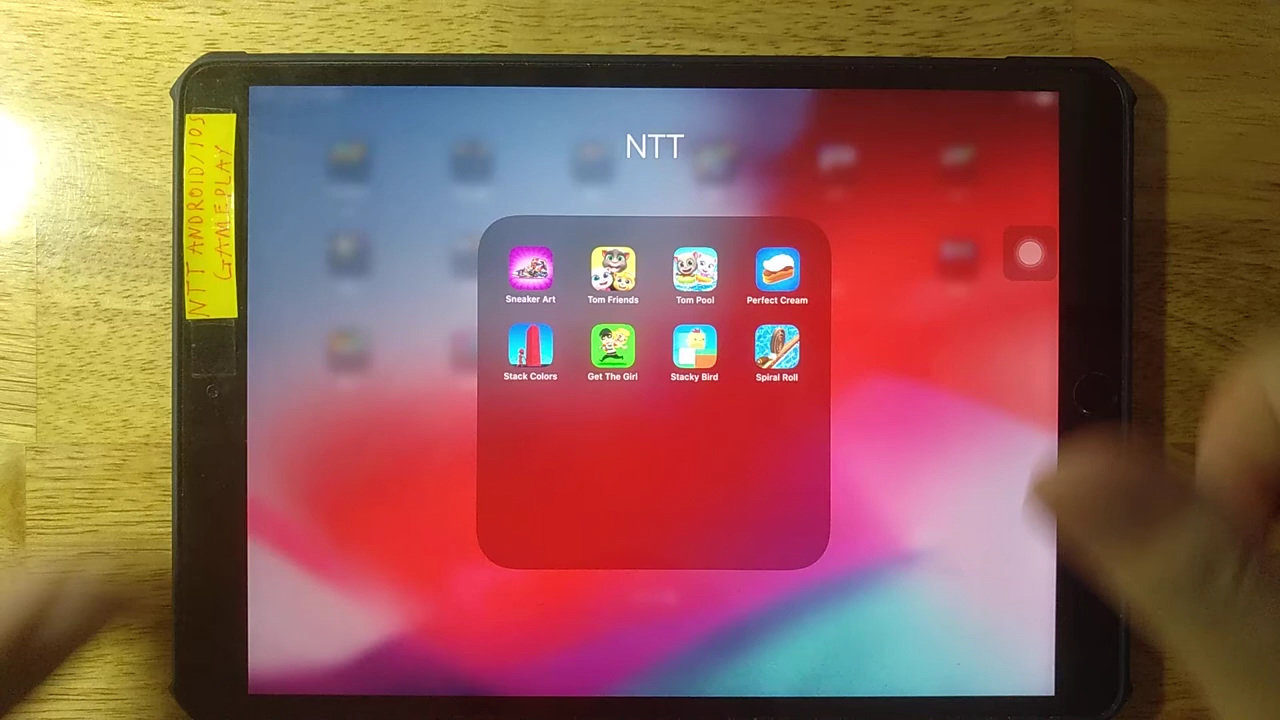 NTT ANDROID/IOS
GAMEPLAY
NTT
Sneaker Art
Tom Friends
Tom Pool
Perfect Cream
Stack Colors
Get The Girl
Stacky Bird
Spiral Roll